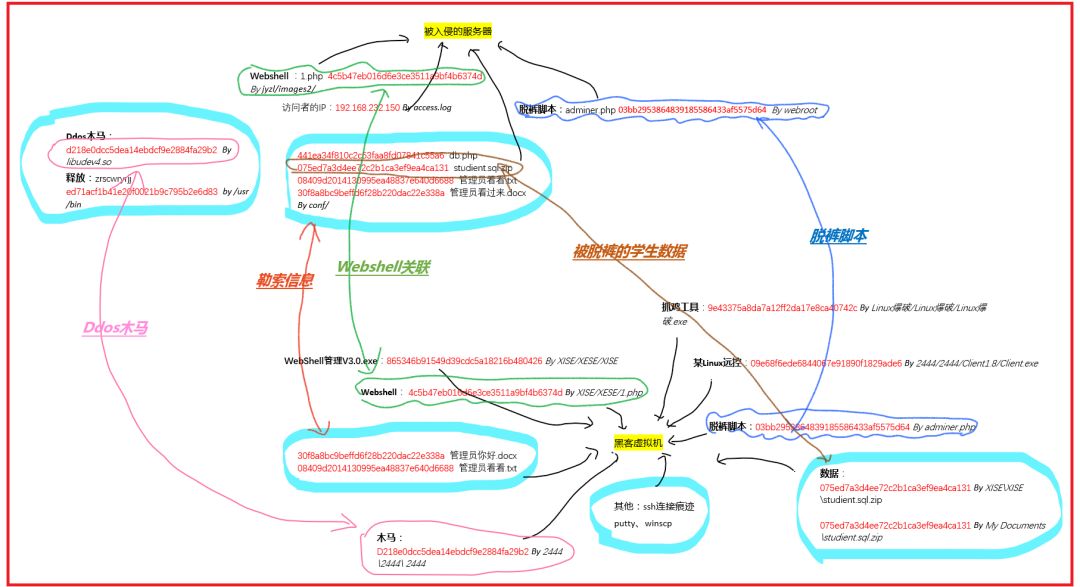 被入侵的服务器
Webshell ：1.php 4c5b47eb016d6e3ce3511a9bf4b6374d
By jyzl/images2/
访问者的IP：192.168.232.150 By access.log
脱裤脚本：adminer.php 03bb2953864839185586433af5575d64 By webroot
Ddos木马：
d218e0dcc5dea14ebdcf9e2884fa29b2 By
libudev4.so
释放：zrscwryijj
ed71acf1b41e20f0021b9c795b2e6d83 by /usr
/bin
441ea34f810c2c53faa8fd07841c55a6 db.php
075ed7a3d4ee72c2b1ca3ef9ea4ca131 studient.sql.zip
08409d2014130995ea48837e640d6688 管理员看看.txt
30f8a8bc9beffd6f28b220dac22e338a 管理员看过来.docx
By conf/
脱裤脚本
被脱裤的学生数据
Webshell关联
勒索信息
Ddos木马
抓鸡工具：9e43375a8da7a12ff2da17e8ca40742c By Linux爆破/Linux爆破/Linux爆
破.exe
WebShell管理V3.0.exe：865346b91549d39cdc5a18216b480426 By XISE/XESE/XISE
某Linux远控：09e68f6ede6844067e91890f1829ade6 By 2444/2444/Client1.8/Client.exe
Webshell ：4c5b47eb016d6e3ce3511a9bf4b6374d By XISE/XESE/1.php
脱裤脚本：03bb2953864839185586433af5575d64 By adminer.php
黑客虚拟机
30f8a8bc9beffd6f28b220dac22e338a 管理员你好.docx
08409d2014130995ea48837e640d6688 管理员看看.txt
数据：
075ed7a3d4ee72c2b1ca3ef9ea4ca131 By XISE\XISE
\studient.sql.zip
075ed7a3d4ee72c2b1ca3ef9ea4ca131 By My Documents
\studient.sql.zip
其他：ssh连接痕迹
putty、winscp
木马：
D218e0dcc5dea14ebdcf9e2884fa29b2 By 2444
\2444\ 2444